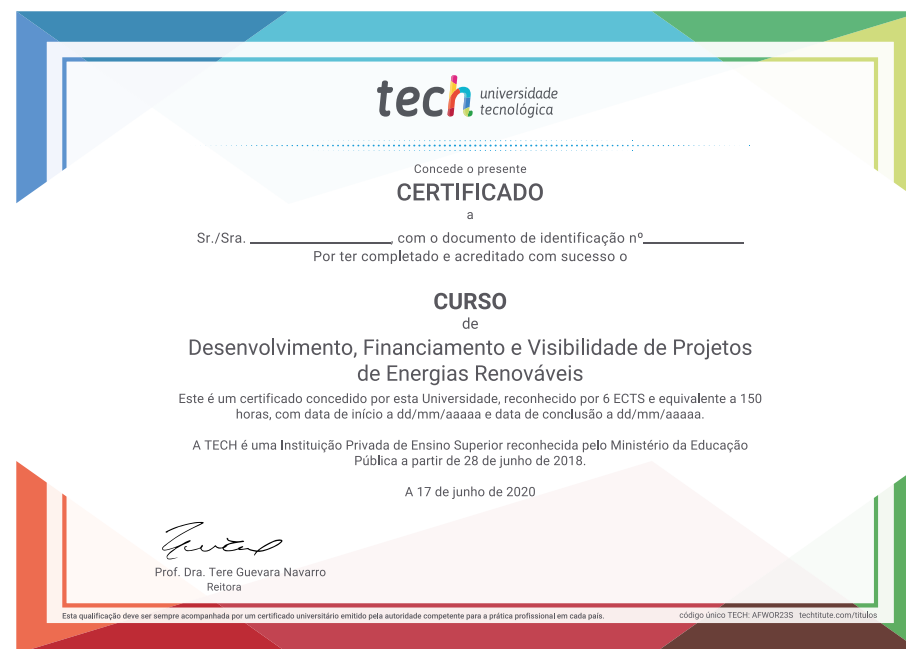 tech universidade
tecnológica
Concede o presente
CERTIFICADO
a
Sr./Sra. ____________, com o documento de identificação nº____________
Por ter completado e acreditado com sucesso o
CURSO
de
Desenvolvimento, Financiamento e Visibilidade de Projetos
de Energias Renováveis
Este é um certificado concedido por esta Universidade, reconhecido por 6 ECTS e equivalente a 150
horas, com data de início a dd/mm/aaaaa e data de conclusão a dd/mm/aaaaa.
A TECH é uma Instituição Privada de Ensino Superior reconhecida pelo Ministério da Educação
Pública a partir de 28 de junho de 2018.
A 17 de junho de 2020
Prof. Dra. Tere Guevara Navarro
Reitora
Esta qualificação deve ser sempre acompanhada por um certificado universitário emitido pela autoridade competente para a prática profissional em cada país.
código único TECH: AFWOR23S techtitute.com/titulos